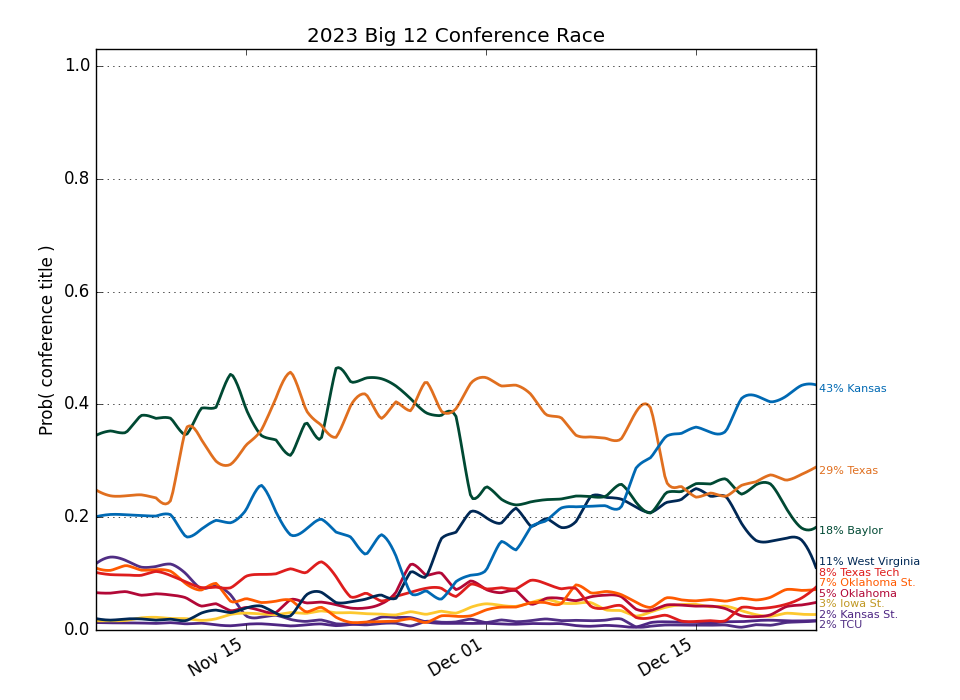 2023 Big 12 Conference Race
Prob( conference title )
1.0
0.8
0.6
0.4
0.2
0.0
Nov 15
Dec 01
Dec 15
43% Kansas
29% Texas
18% Baylor
11% West Virginia
8% Texas Tech
7% Oklahoma St.
5% Oklahoma
3% Iowa St.
2% Kansas St.
2% TCU